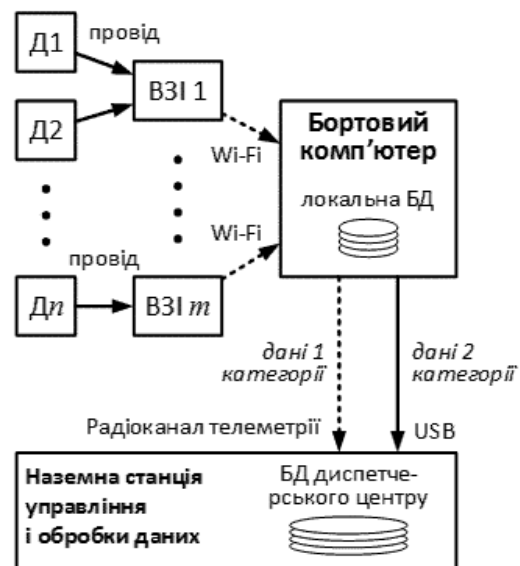 Д1
провід
ВЗІ 1
Д2
Wi-Fi
Бортовий
комп’ютер
локальна БД
Wi-Fi
провід
Дn
ВЗІ m
дані 1
категорії
дані 2
категорії
Радіоканал телеметрії
USB
Наземна станція
управління
і обробки даних
БД диспетче-
рського центру